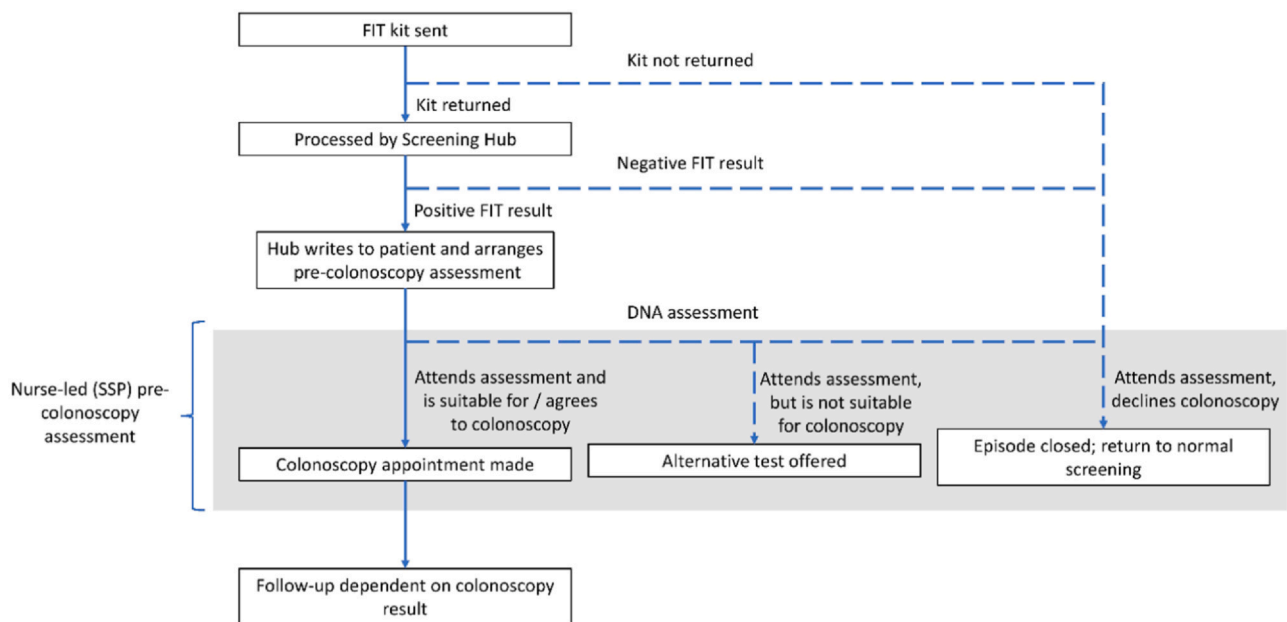 FIT kit sent
Kit not returned
Kit returned
Processed by Screening Hub
Negative FIT result
Positive FIT result
Hub writes to patient and arranges
pre-colonoscopy assessment
DNA assessment
Nurse-led (SSP) pre-
colonoscopy
assessment
Attends assessment and
is suitable for / agrees
to colonoscopy
Attends assessment,
but is not suitable
for colonoscopy
Attends assessment,
declines colonoscopy
Colonoscopy appointment made
Alternative test offered
Episode closed; return to normal
screening
Follow-up dependent on colonoscopy
result